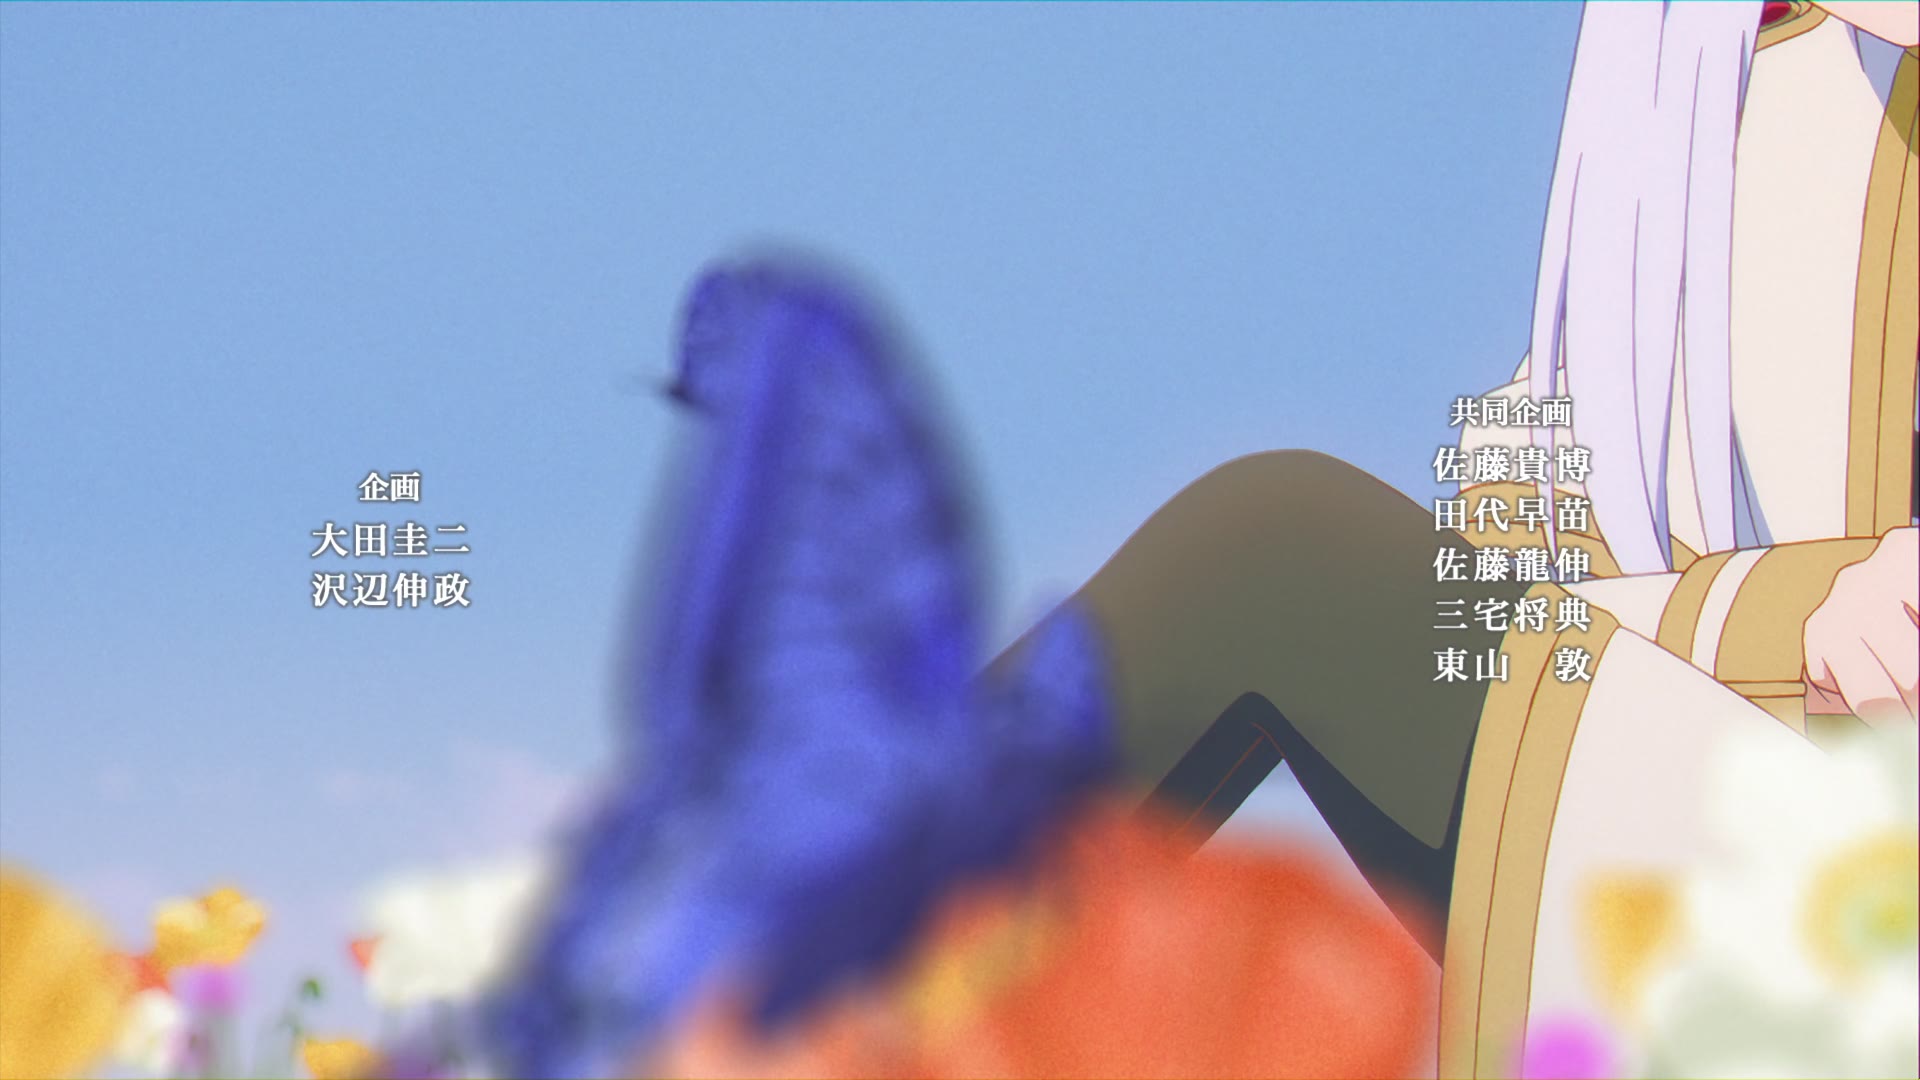 企画
大田圭二
沢辺伸政
共同企画
佐藤貴博
田代早苗
佐藤龍伸
三宅将典
東山　敦